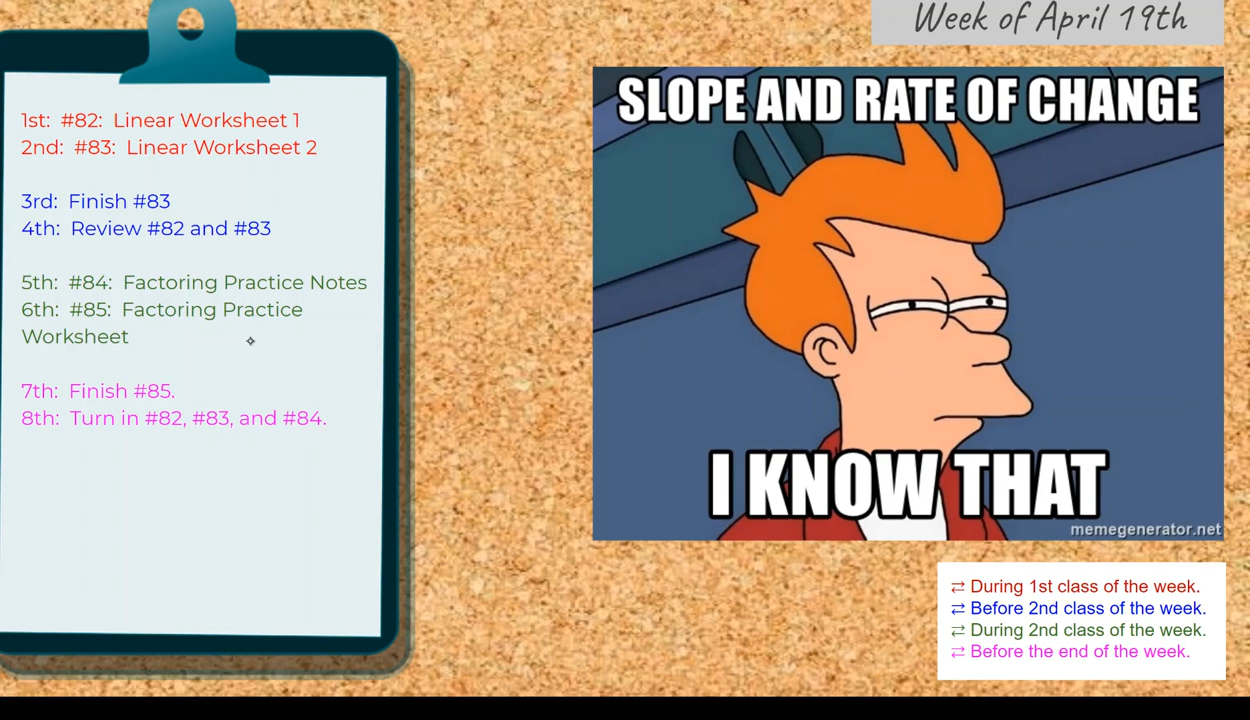 Week of April 19th
1st: #82: Linear Worksheet 1
2nd: #83: Linear Worksheet 2
3rd: Finish #83
4th: Review #82 and #83
5th: #84: Factoring Practice Notes
6th: #85: Factoring Practice
Worksheet
7th: Finish #85.
8th: Turn in #82, #83, and #84.
SLOPE AND RATE OF CHANGE
I KNOW THAT
memegenerator.net
⇄ During 1st class of the week.
⇄ Before 2nd class of the week.
⇄ During 2nd class of the week.
⇄ Before the end of the week.